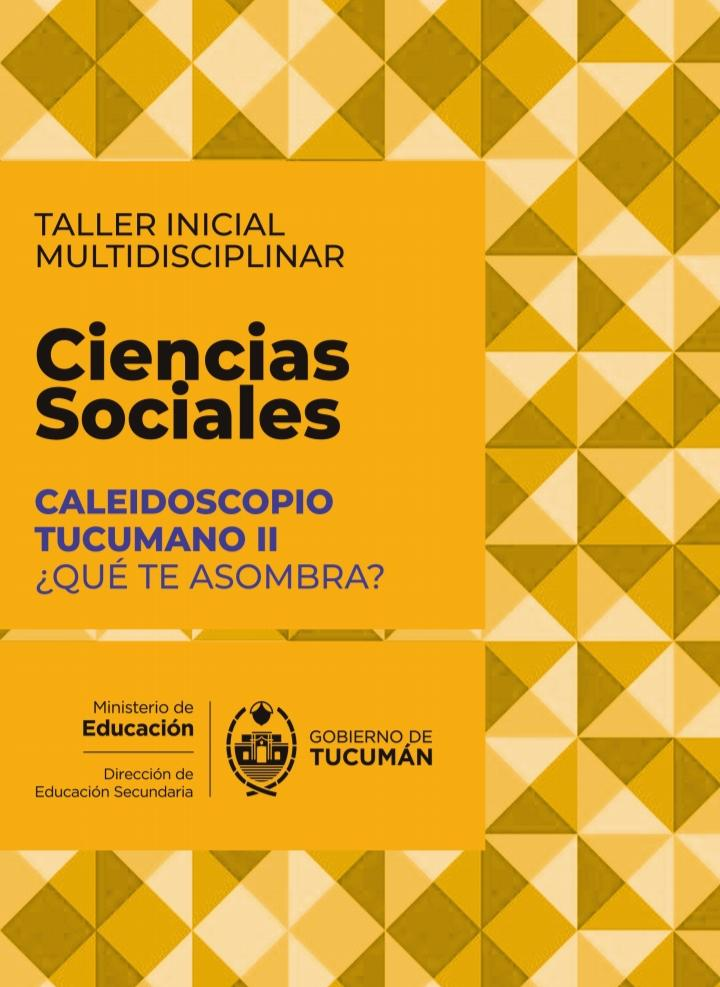 TALLER INICIAL
MULTIDISCIPLINAR
Ciencias
Sociales
CALEIDOSCOPIO
TUCUMANO II
¿QUÉ TE ASOMBRA?
Ministerio de
Educación
Dirección de
Educación Secundaria
GOBIERNO DE
TUCUMÁN